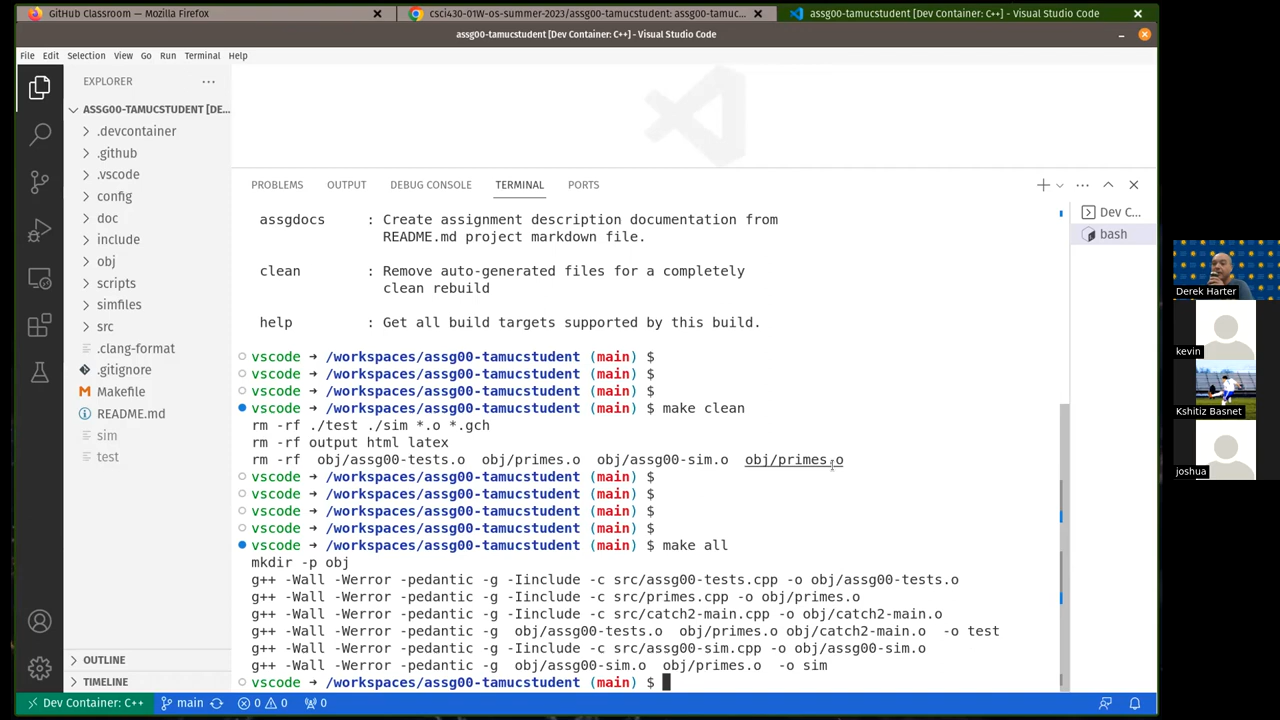 GitHub Classroom — Mozilla Firefox
csci430-01W-os-summer-2023/assg00-tamucstudent: assg00-tamuc...
assg00-tamucstudent [Dev Container: C++] - Visual Studio Code
assg00-tamucstudent [Dev Container: C++] - Visual Studio Code
File Edit Selection View Go Run Terminal Help
EXPLORER
ASSG00-TAMUCSTUDENT [DE...
.devcontainer
.github
.vscode
config
doc
include
obj
scripts
simfiles
src
.clang-format
.gitignore
Makefile
README.md
sim
test
OUTLINE
TIMELINE
PROBLEMS OUTPUT DEBUG CONSOLE TERMINAL PORTS
assgdocs : Create assignment description documentation from
README.md project markdown file.
clean : Remove auto-generated files for a completely
clean rebuild
help : Get all build targets supported by this build.
vscode → /workspaces/assg00-tamucstudent (main) $
vscode → /workspaces/assg00-tamucstudent (main) $
vscode → /workspaces/assg00-tamucstudent (main) $
vscode → /workspaces/assg00-tamucstudent (main) $ make clean
rm -rf ./test ./sim *.o *.gch
rm -rf output html latex
rm -rf  obj/assg00-tests.o  obj/primes.o  obj/assg00-sim.o  obj/primes.o
vscode → /workspaces/assg00-tamucstudent (main) $
vscode → /workspaces/assg00-tamucstudent (main) $
vscode → /workspaces/assg00-tamucstudent (main) $
vscode → /workspaces/assg00-tamucstudent (main) $
vscode → /workspaces/assg00-tamucstudent (main) $ make all
mkdir -p obj
g++ -Wall -Werror -pedantic -g -Iinclude -c src/assg00-tests.cpp -o obj/assg00-tests.o
g++ -Wall -Werror -pedantic -g -Iinclude -c src/primes.cpp -o obj/primes.o
g++ -Wall -Werror -pedantic -g -Iinclude -c src/catch2-main.cpp -o obj/catch2-main.o
g++ -Wall -Werror -pedantic -g  obj/assg00-tests.o  obj/primes.o obj/catch2-main.o  -o test
g++ -Wall -Werror -pedantic -g -Iinclude -c src/assg00-sim.cpp -o obj/assg00-sim.o
g++ -Wall -Werror -pedantic -g  obj/assg00-sim.o  obj/primes.o  -o sim
vscode → /workspaces/assg00-tamucstudent (main) $
Dev C...
bash
Dev Container: C++ main 0 0 0
Derek Harter
kevin
Kshitiz Basnet
joshua